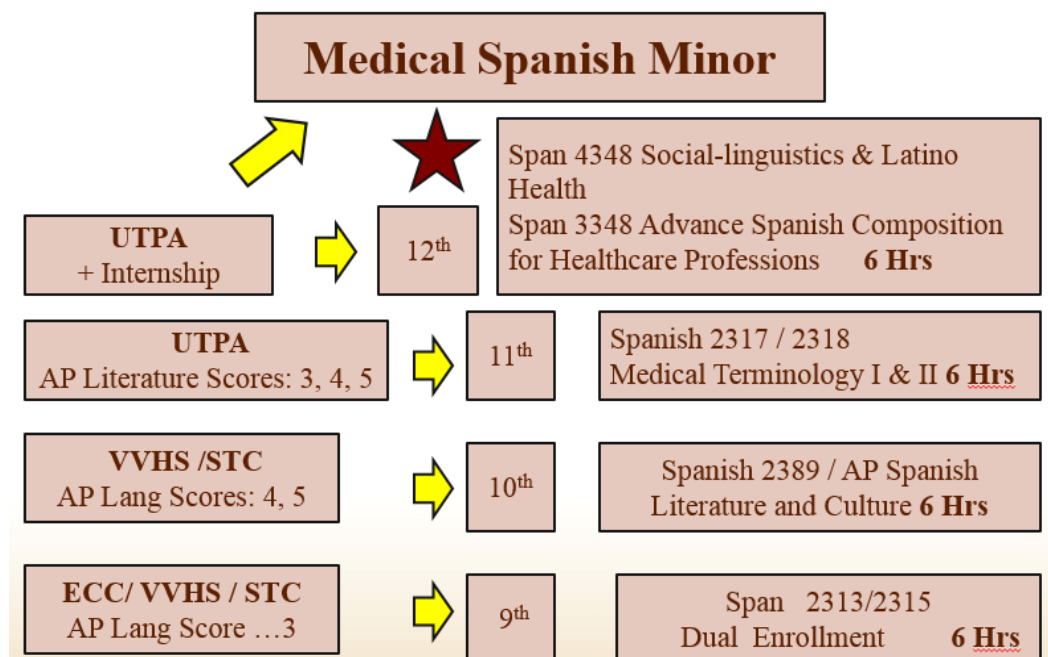 Medical Spanish Minor
UTPA
+ Internship
12th
Span 4348 Social-linguistics & Latino
Health
Span 3348 Advance Spanish Composition
for Healthcare Professions 6 Hrs
UTPA
AP Literature Scores: 3, 4, 5
11th
Spanish 2317 / 2318
Medical Terminology I & II 6 Hrs
VVHS /STC
AP Lang Scores: 4, 5
10th
Spanish 2389 / AP Spanish
Literature and Culture 6 Hrs
ECC/ VVHS / STC
AP Lang Score …3
9th
Span 2313/2315
Dual Enrollment 6 Hrs